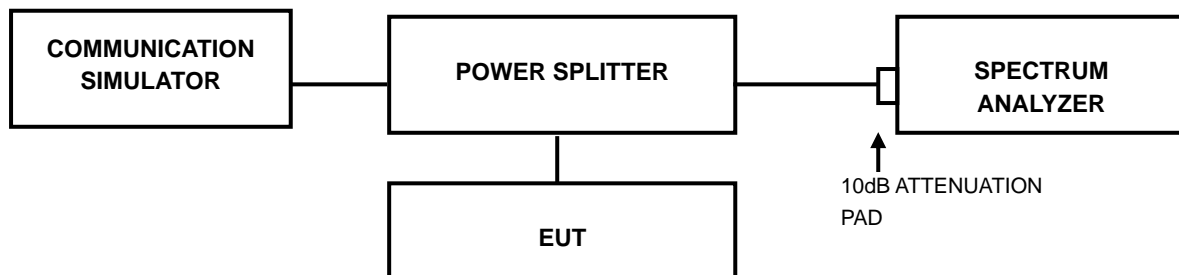 COMMUNICATION
SIMULATOR
POWER SPLITTER
SPECTRUM
ANALYZER
10dB ATTENUATION
PAD
EUT